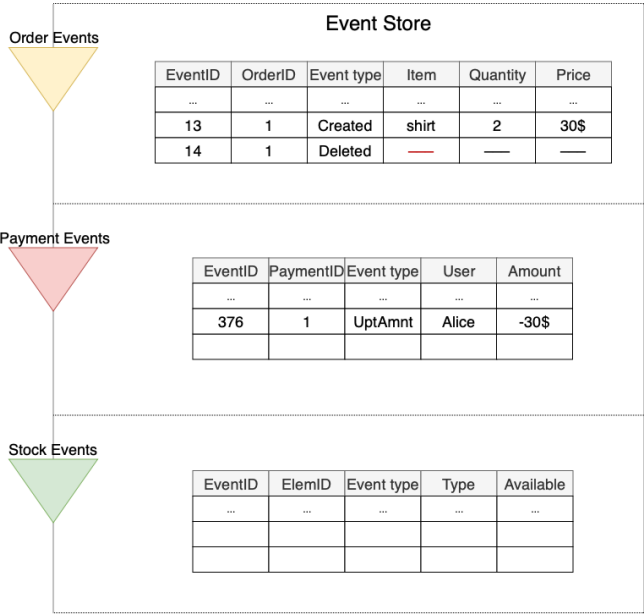 Event Store
Order Events
EventID OrderID Event type Item Quantity Price
... ... ... ... ... ...
13 1 Created shirt 2 30$
14 1 Deleted — — —
Payment Events
EventID PaymentID Event type User Amount
... ... ... ... ...
376 1 UptAmnt Alice -30$
Stock Events
EventID ElemID Event type Type Available
... ... ... ... ...